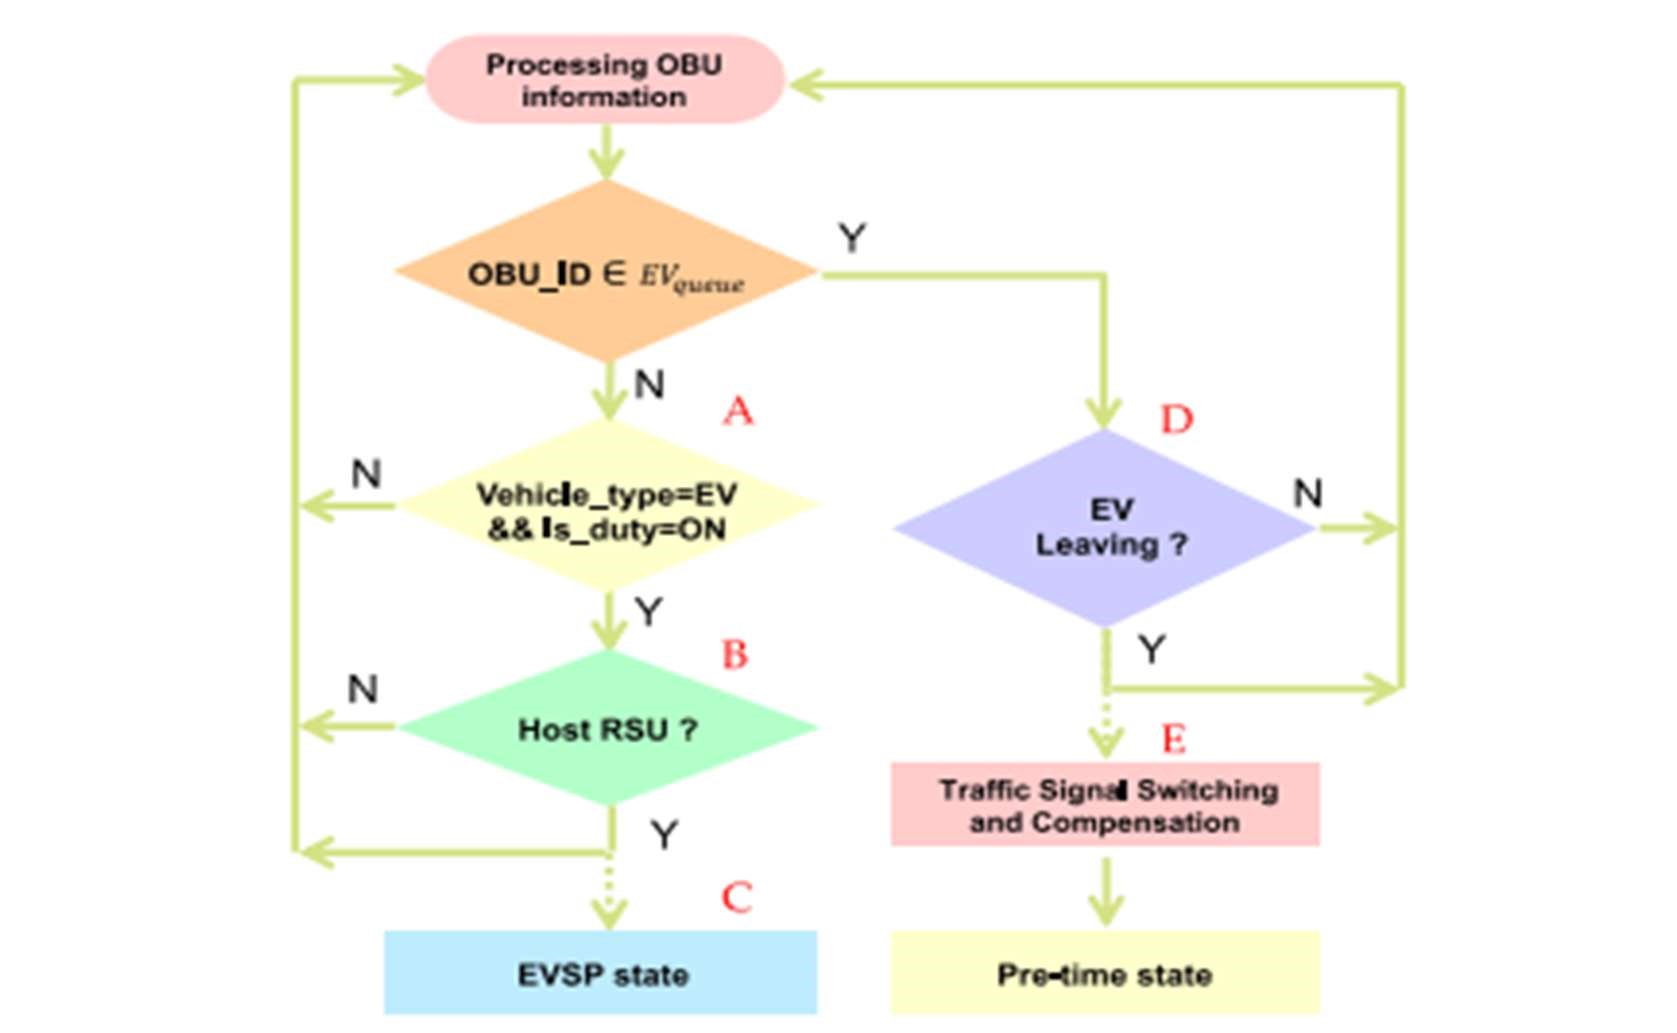 Processing OBU
information
OBU_ID ∈ EVqueue
Y
N
A
Vehicle_type=EV
&& Is_duty=ON
N
Y
B
Host RSU ?
N
Y
C
EVSP state
D
EV
Leaving ?
N
Y
E
Traffic Signal Switching
and Compensation
Pre-time state